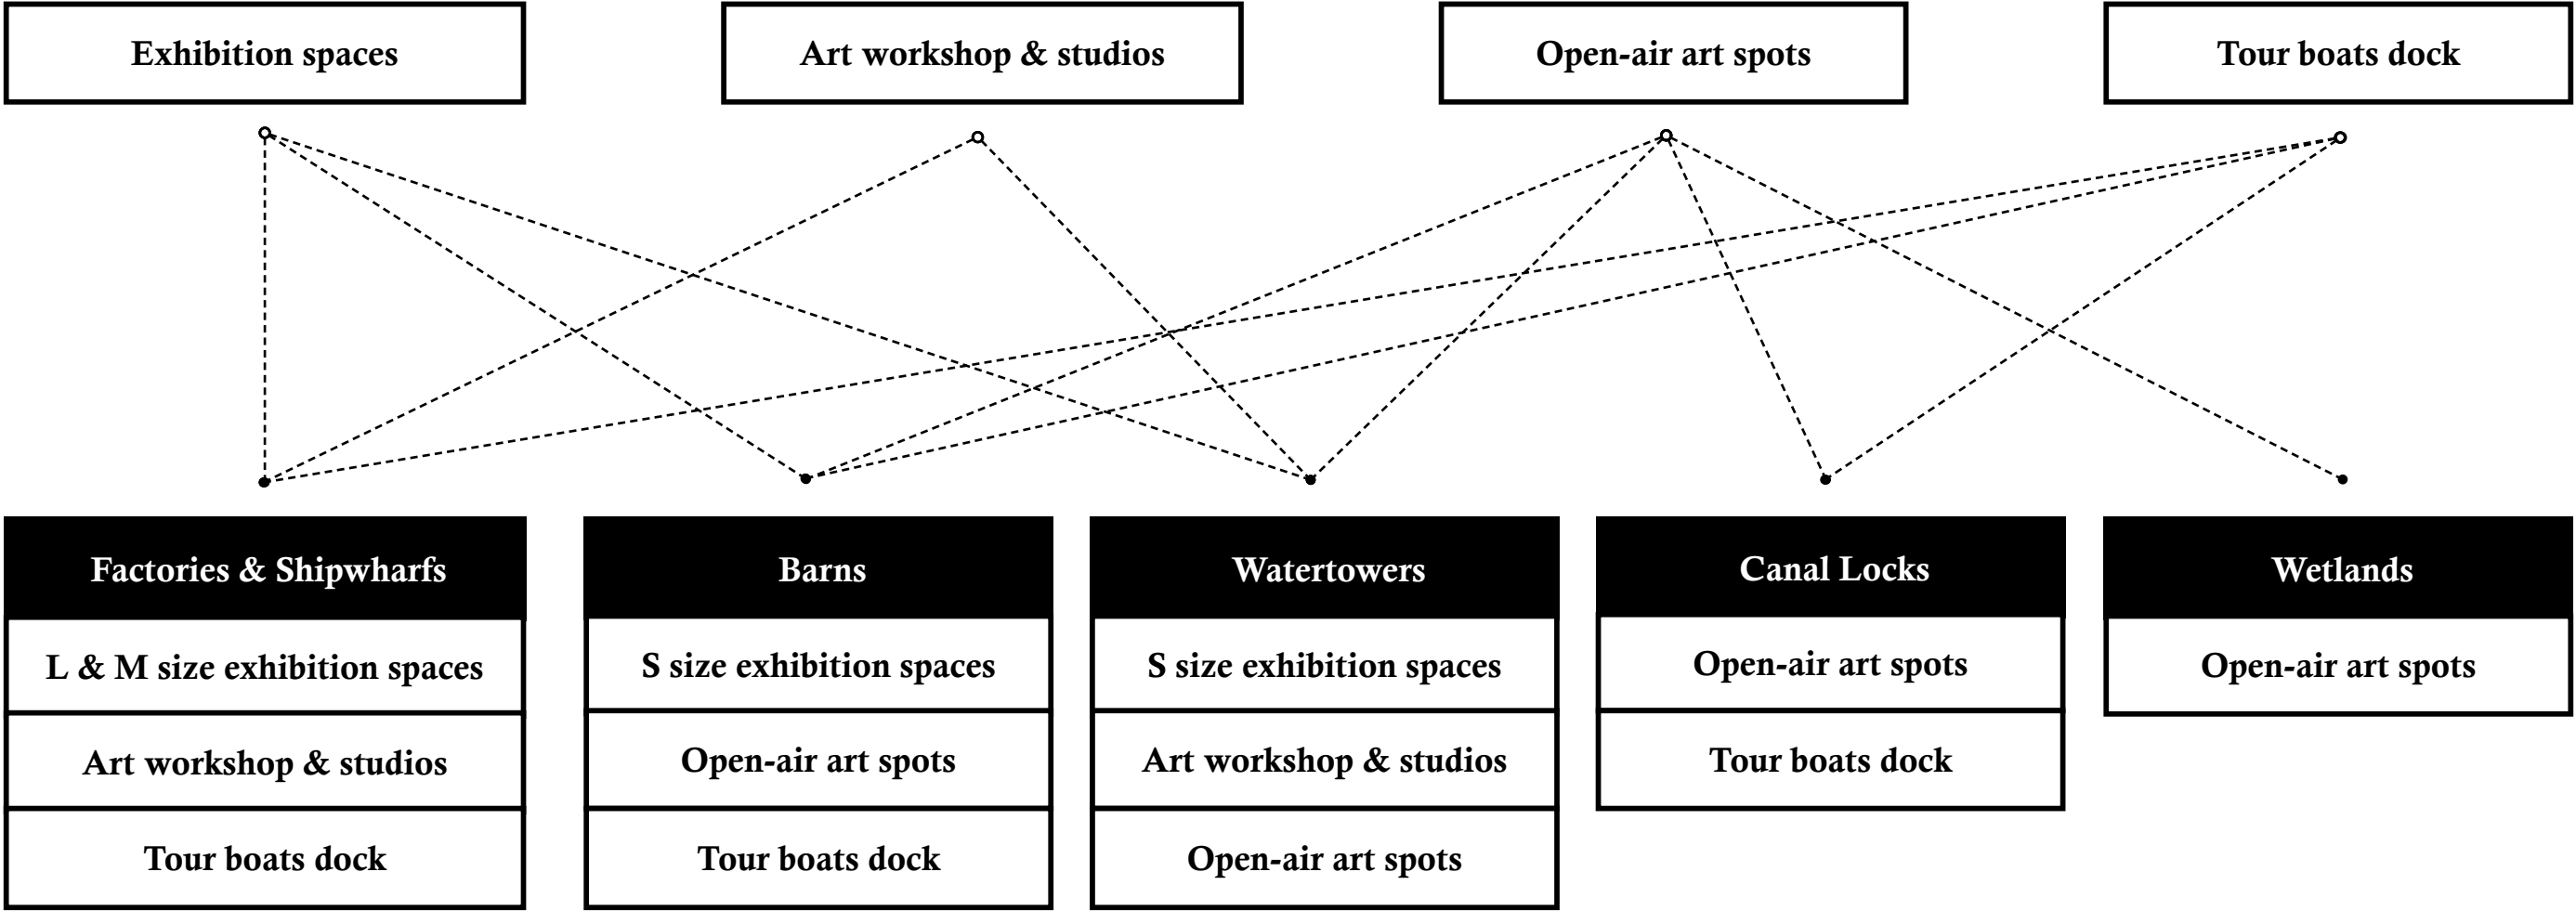 Exhibition spaces
Art workshop & studios
Open-air art spots
Tour boats dock
Factories & Shipwharfs
L & M size exhibition spaces
Art workshop & studios
Tour boats dock
Barns
S size exhibition spaces
Open-air art spots
Tour boats dock
Watertowers
S size exhibition spaces
Art workshop & studios
Open-air art spots
Canal Locks
Open-air art spots
Tour boats dock
Wetlands
Open-air art spots